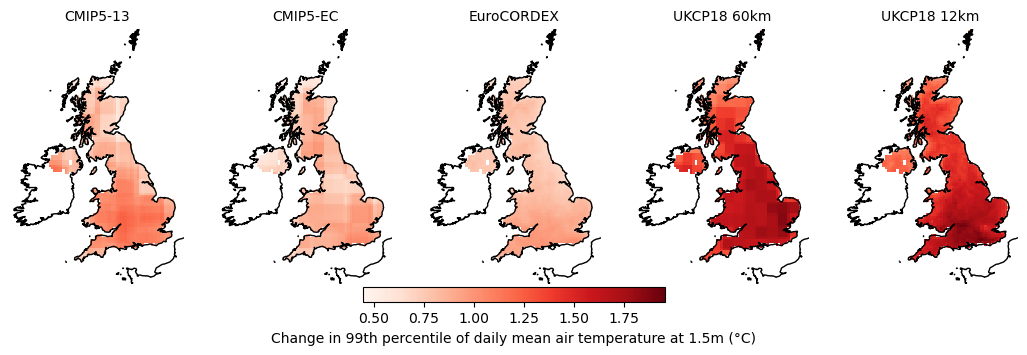 CMIP5-13 CMIP5-EC EuroCORDEX UKCP18 60km UKCP18 12km
0.50 0.75 1.00 1.25 1.50 1.75
Change in 99th percentile of daily mean air temperature at 1.5m (°C)